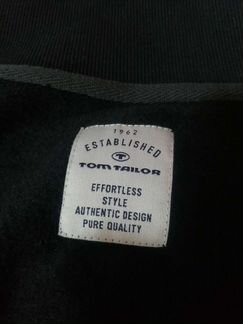 1962
ESTABLISHED
TOM TAILOR
EFFORTLESS
STYLE
AUTHENTIC DESIGN
PURE QUALITY